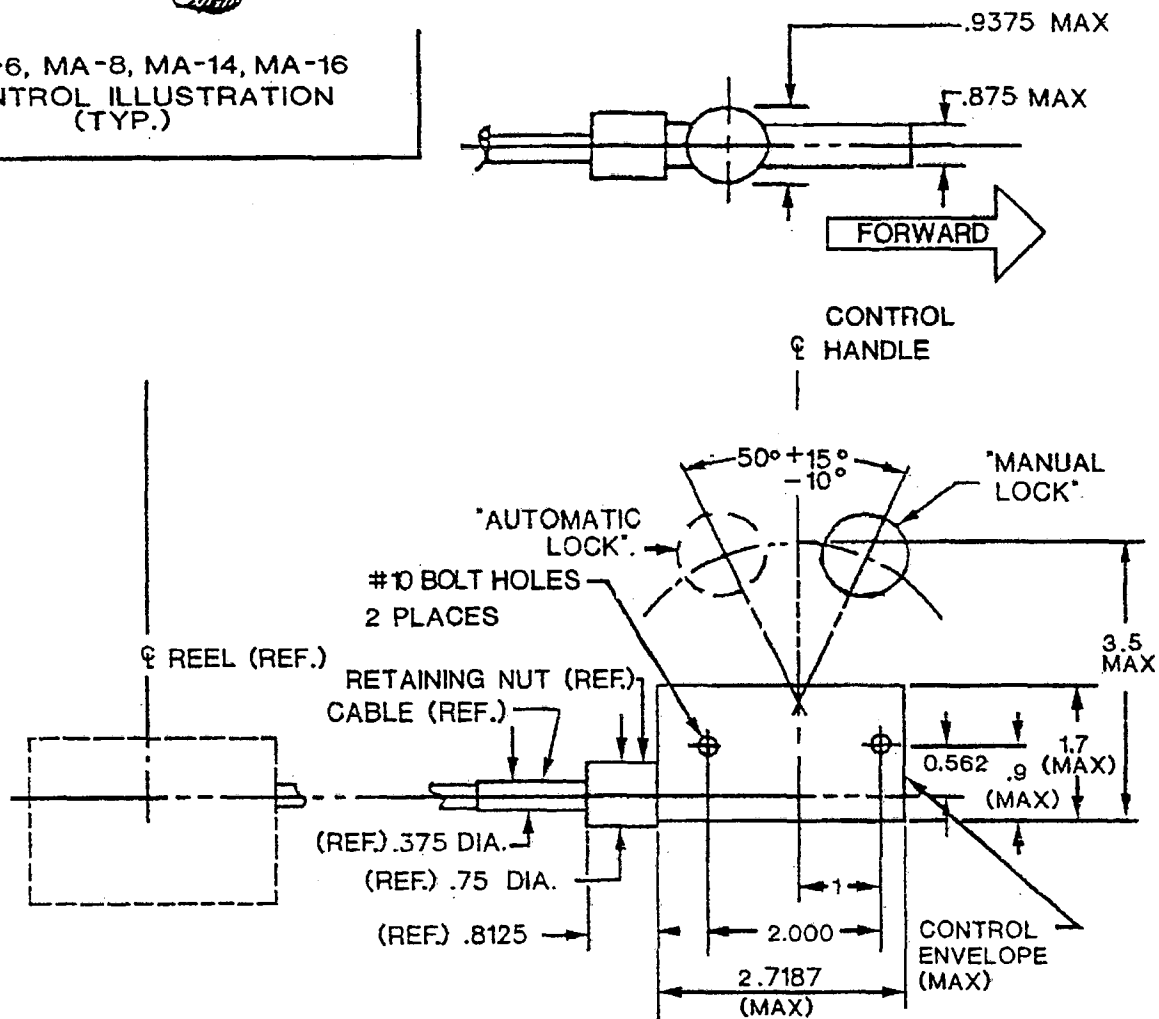 -6, MA-8, MA-14, MA-16
NTROL ILLUSTRATION
(TYP.)
.9375 MAX
.875 MAX
FORWARD
CONTROL
℄ HANDLE
50° +15°
-10°
"MANUAL
LOCK".
"AUTOMATIC
LOCK".
#10 BOLT HOLES
2 PLACES
3.5
MAX
℄ REEL (REF.)
RETAINING NUT (REF.)
CABLE (REF.)
0.562
.9
(MAX)
1.7
(MAX)
(REF.) .375 DIA.
(REF.) .75 DIA.
1
(REF.) .8125
2.000
CONTROL
ENVELOPE
(MAX)
2.7187
(MAX)